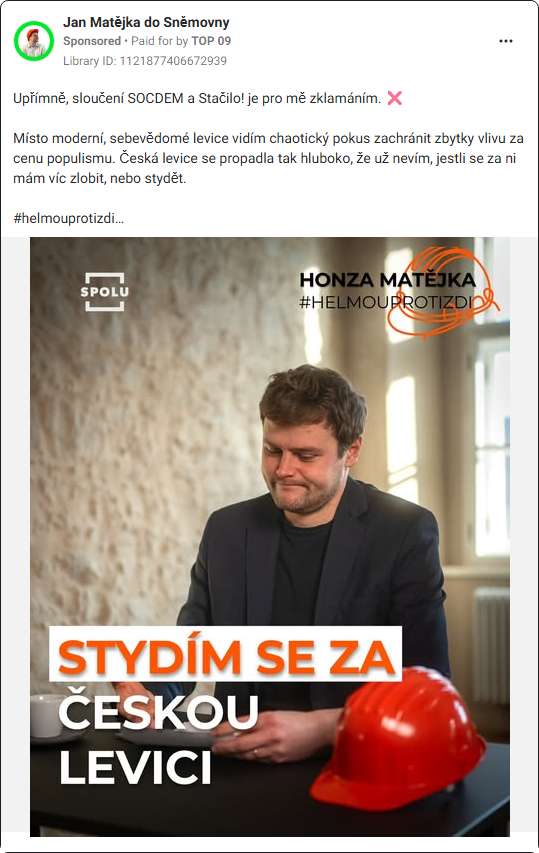 Jan Matějka do Sněmovny
Sponsored • Paid for by TOP 09
Library ID: 1121877406672939
Upřímně, sloučení SOCDEM a Stačilo! je pro mě zklamáním. ❌
Místo moderní, sebevědomé levice vidím chaotický pokus zachránit zbytky vlivu za
cenu populismu. Česká levice se propadla tak hluboko, že už nevím, jestli se za ni
mám víc zlobit, nebo stydět.
#helmouprotizdi...
SPOLU
HONZA MATĚJKA
#HELMOUPROTIZDI
STYDÍM SE ZA
ČESKOU
LEVICI